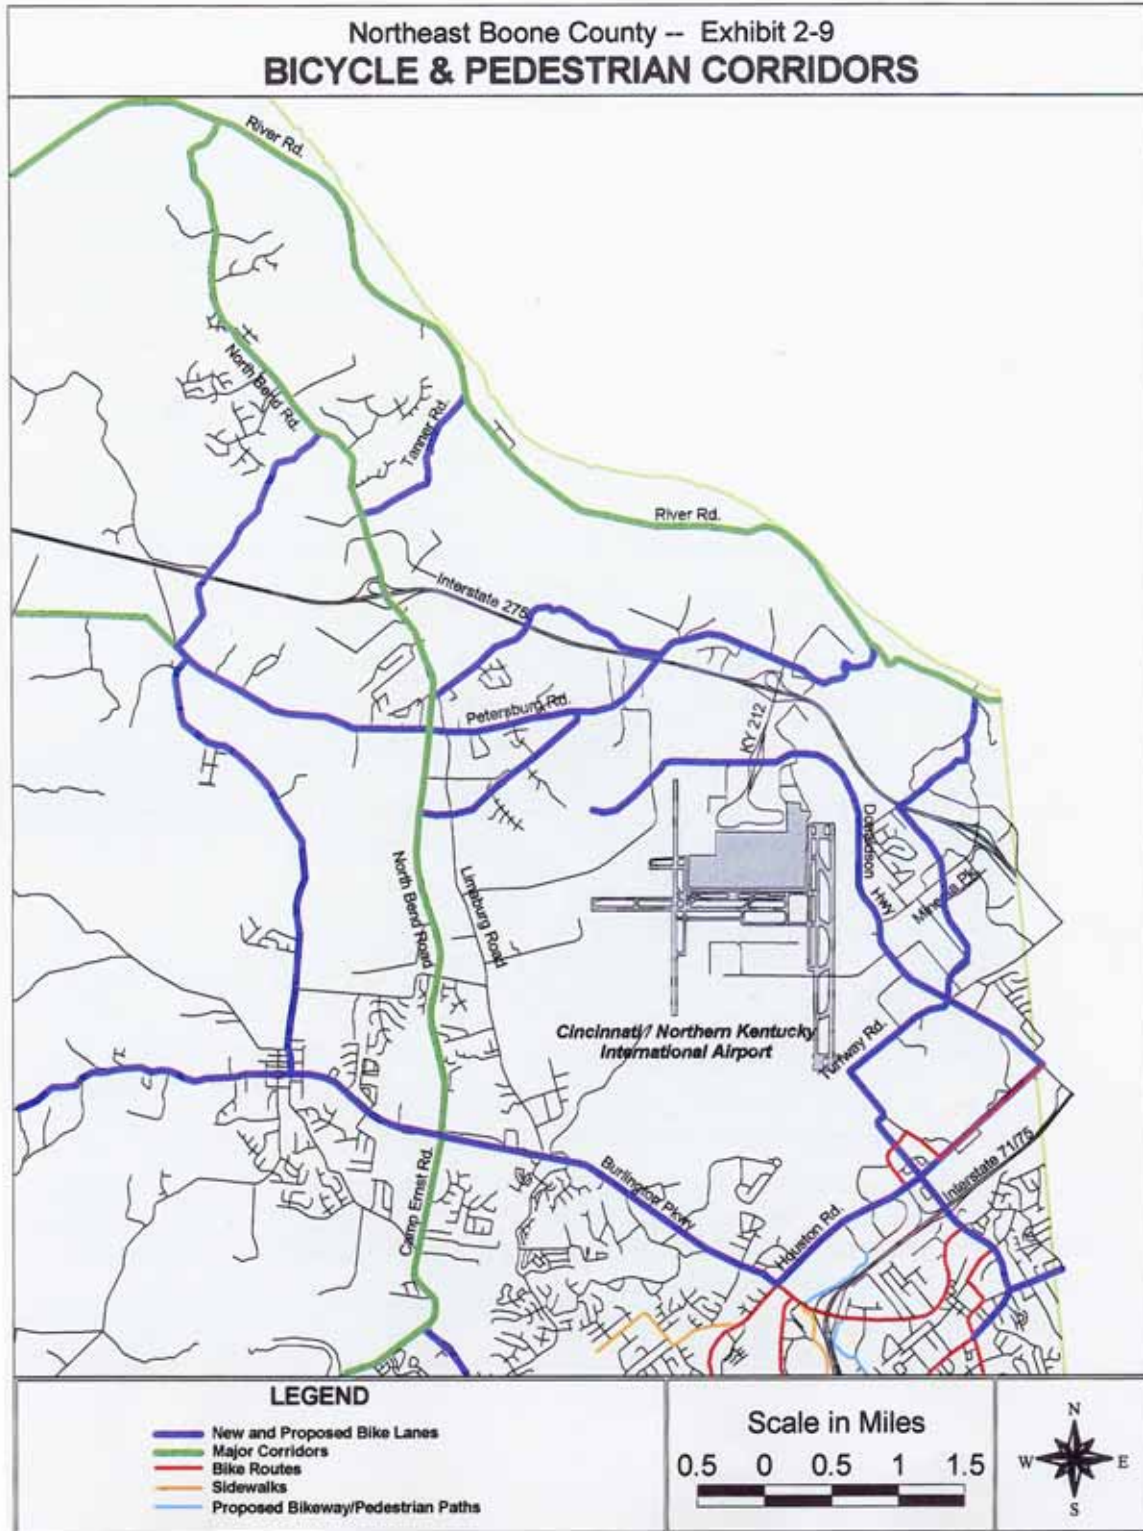 Northeast Boone County -- Exhibit 2-9
BICYCLE & PEDESTRIAN CORRIDORS
River Rd.
North Bend Rd.
Tanner Rd.
River Rd.
Interstate 275
Petersburg Rd.
KY 212
Donaldson
Hwy
Mineola Pk.
North Bend Road
Limaburg Road
Cincinnati/ Northern Kentucky
International Airport
Turfway Rd.
Camp Ernst Rd.
Burlington Pkwy
Houston Rd.
Interstate 71/75
LEGEND
New and Proposed Bike Lanes
Major Corridors
Bike Routes
Sidewalks
Proposed Bikeway/Pedestrian Paths
Scale in Miles
0.5 0 0.5 1 1.5
N
W E
S